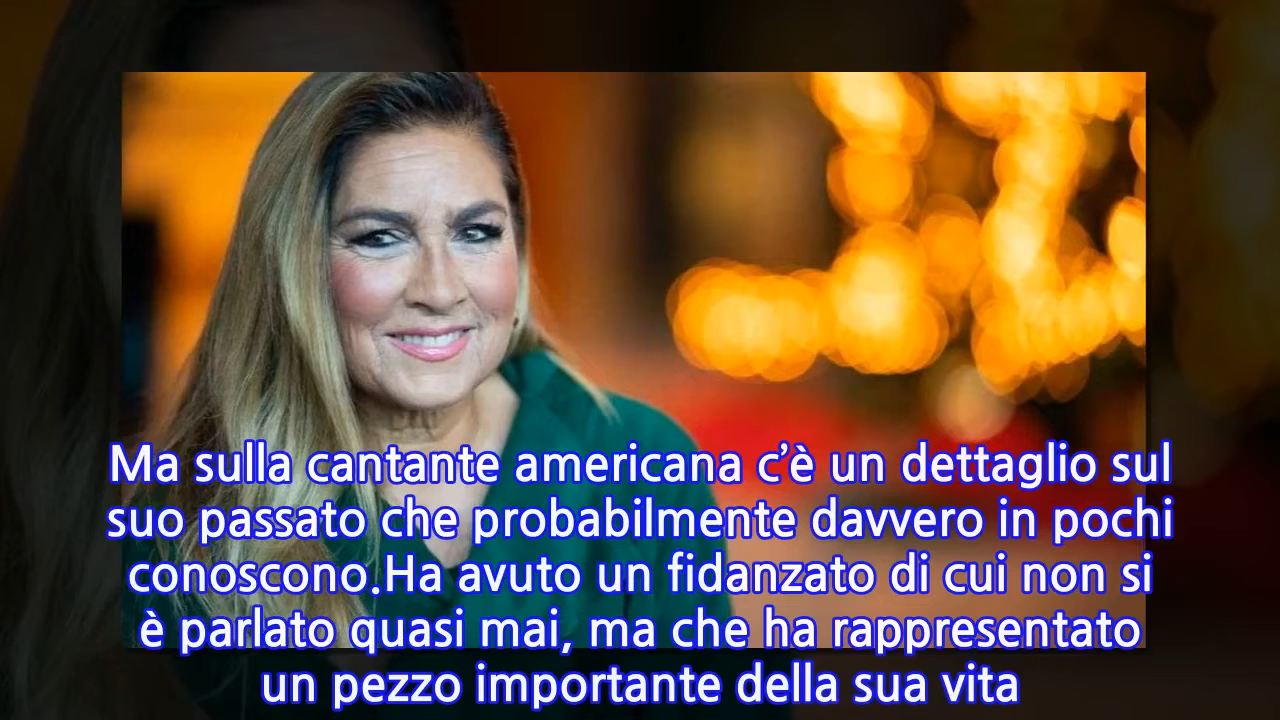 Ma sulla cantante americana c’è un dettaglio sul
suo passato che probabilmente davvero in pochi
conoscono.Ha avuto un fidanzato di cui non si
è parlato quasi mai, ma che ha rappresentato
un pezzo importante della sua vita